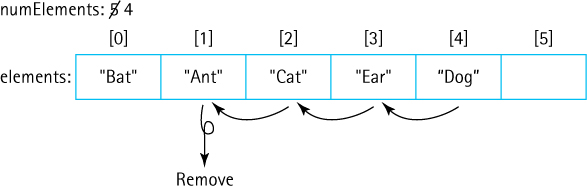 numElements: 5 4
[0] [1] [2] [3] [4] [5]
elements: "Bat" "Ant" "Cat" "Ear" "Dog"
Remove